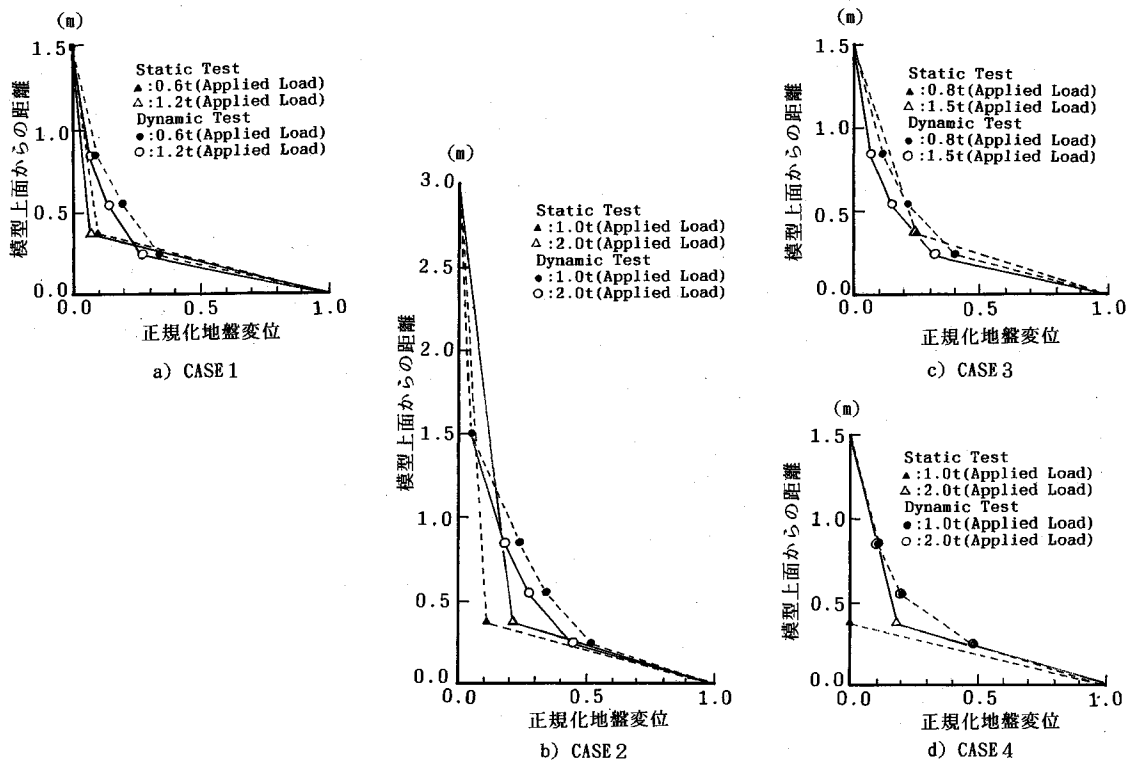 (m)
1.5
1.0
0.5
0.0
模型上面からの距離
Static Test
▲:0.6t(Applied Load)
△:1.2t(Applied Load)
Dynamic Test
●:0.6t(Applied Load)
○:1.2t(Applied Load)
0.0 0.5 1.0
正規化地盤変位
a) CASE1
(m)
3.0
2.5
2.0
1.5
1.0
0.5
0.0
模型上面からの距離
Static Test
▲:1.0t(Applied Load)
△:2.0t(Applied Load)
Dynamic Test
●:1.0t(Applied Load)
○:2.0t(Applied Load)
0.0 0.5 1.0
正規化地盤変位
b) CASE2
(m)
1.5
1.0
0.5
0.0
模型上面からの距離
Static Test
▲:0.8t(Applied Load)
△:1.5t(Applied Load)
Dynamic Test
●:0.8t(Applied Load)
○:1.5t(Applied Load)
0.0 0.5 1.0
正規化地盤変位
c) CASE3
(m)
1.5
1.0
0.5
0.0
模型上面からの距離
Static Test
▲:1.0t(Applied Load)
△:2.0t(Applied Load)
Dynamic Test
●:1.0t(Applied Load)
○:2.0t(Applied Load)
0.0 0.5 1.0
正規化地盤変位
d) CASE4